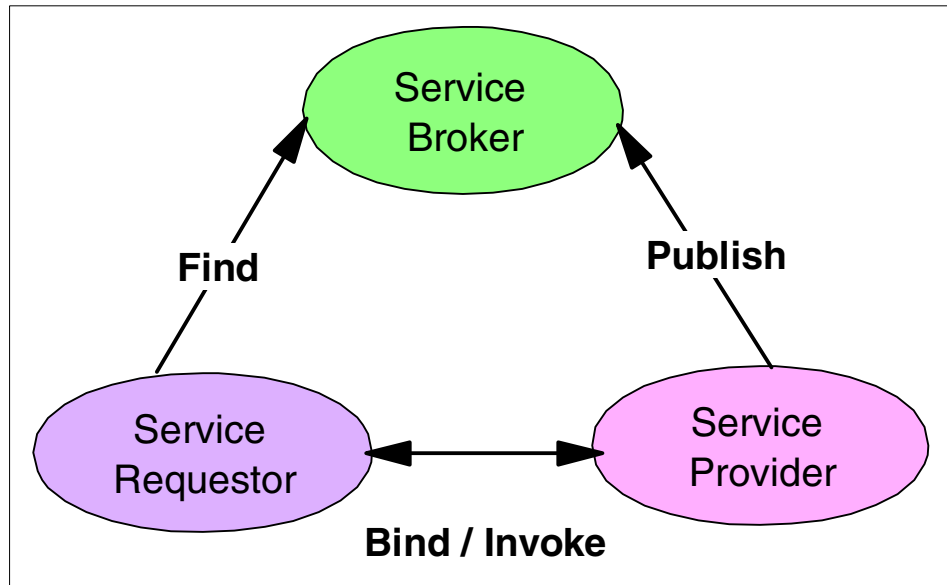 Service
Broker
Find
Publish
Service
Requestor
Service
Provider
Bind / Invoke